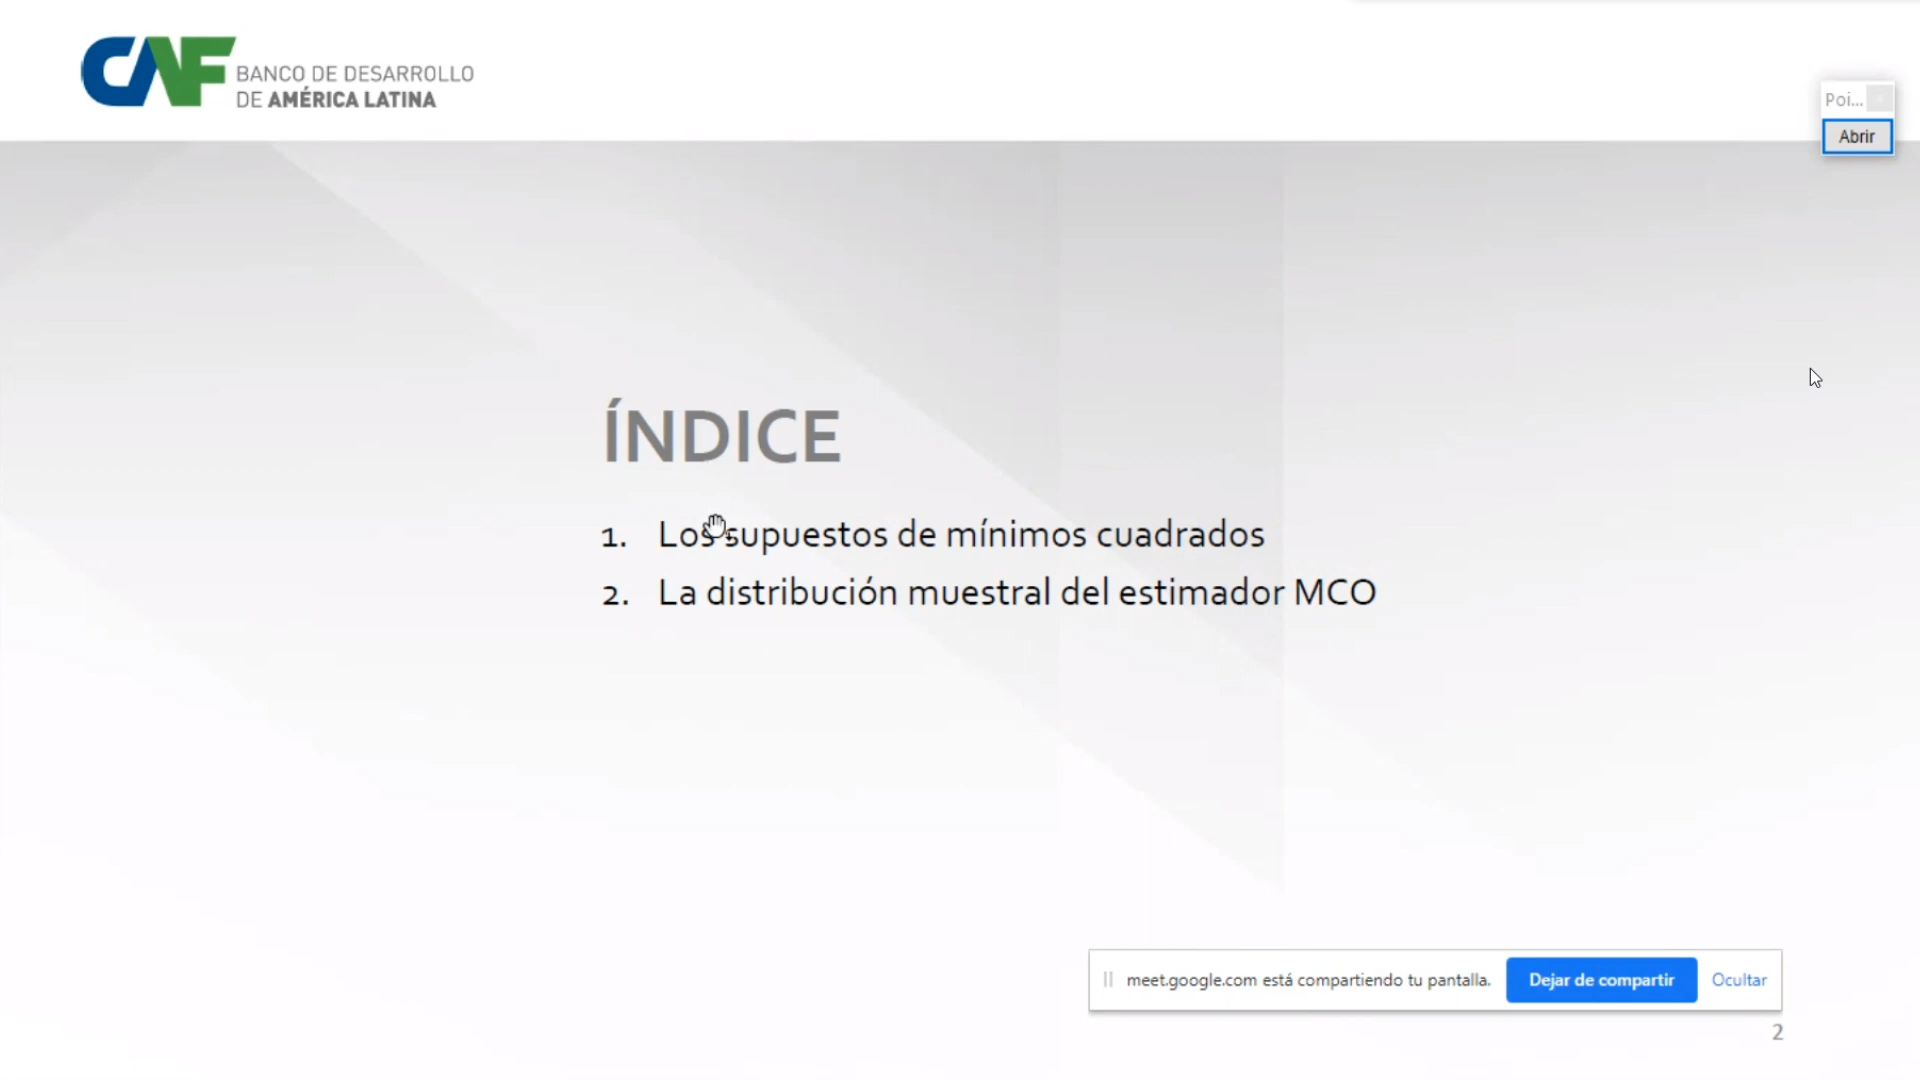 CAF
BANCO DE DESARROLLO
DE AMÉRICA LATINA
Poi...
Abrir
ÍNDICE
1. Los supuestos de mínimos cuadrados
2. La distribución muestral del estimador MCO
meet.google.com está compartiendo tu pantalla. Dejar de compartir Ocultar
2